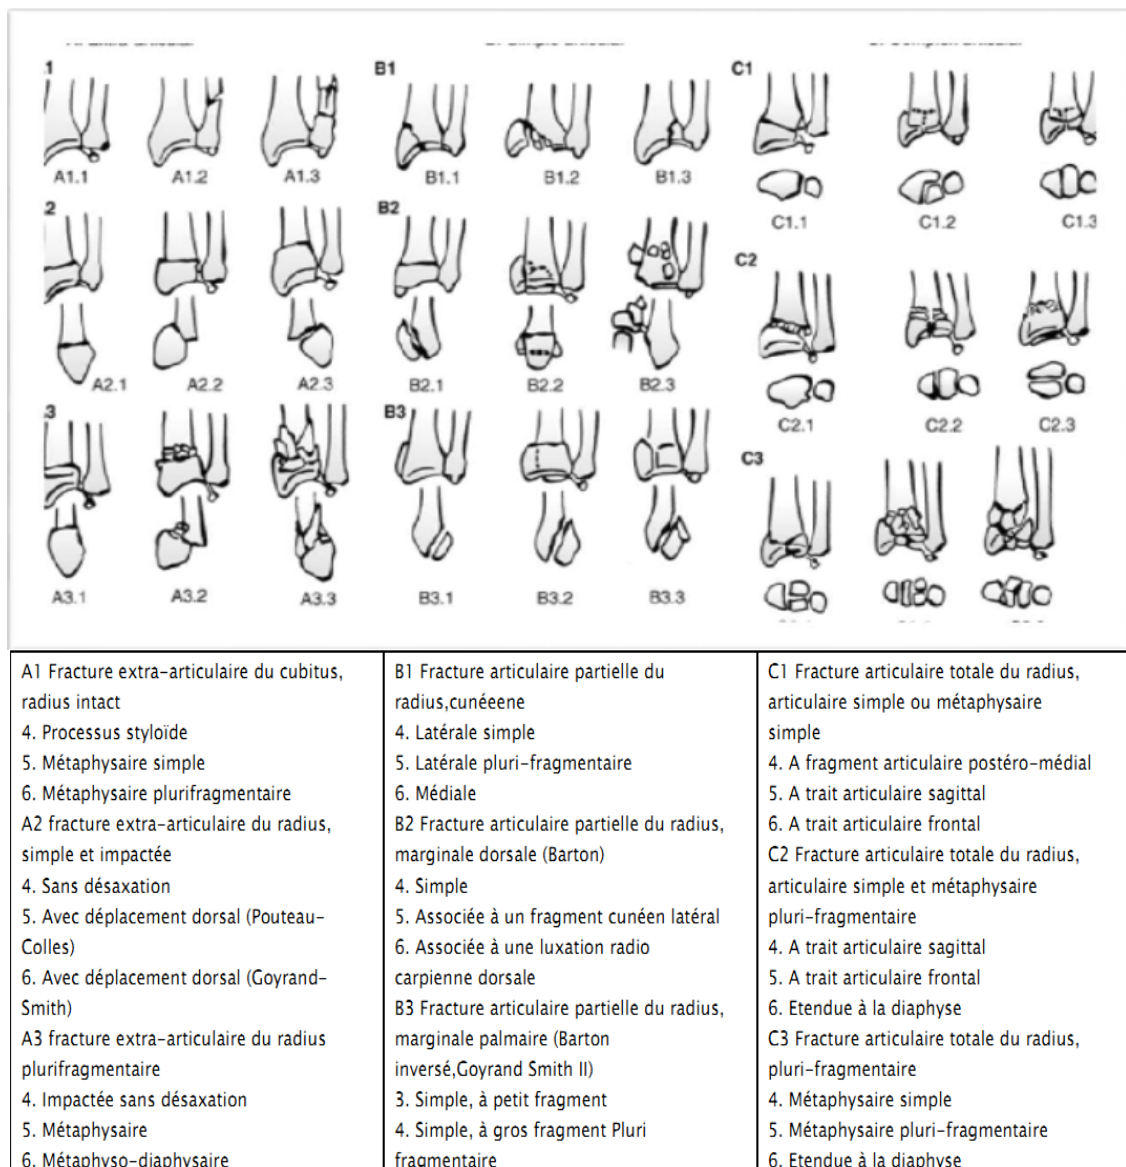 B1
C1
A1.1
A1.2
A1.3
B1.1
B1.2
B1.3
C1.1
C1.2
C1.3
B2
C2
A2.1
A2.2
A2.3
B2.1
B2.2
B2.3
C2.1
C2.2
C2.3
B3
C3
A3.1
A3.2
A3.3
B3.1
B3.2
B3.3
A1 Fracture extra-articulaire du cubitus,
radius intact
4. Processus styloïde
5. Métaphysaire simple
6. Métaphysaire plurifragmentaire
A2 fracture extra-articulaire du radius,
simple et impactée
4. Sans désaxation
5. Avec déplacement dorsal (Pouteau-
Colles)
6. Avec déplacement dorsal (Goyrand-
Smith)
A3 fracture extra-articulaire du radius
plurifragmentaire
4. Impactée sans désaxation
5. Métaphysaire
6. Métaphyso-diaphysaire
B1 Fracture articulaire partielle du
radius,cunéeene
4. Latérale simple
5. Latérale pluri-fragmentaire
6. Médiale
B2 Fracture articulaire partielle du radius,
marginale dorsale (Barton)
4. Simple
5. Associée à un fragment cunéen latéral
6. Associée à une luxation radio
carpienne dorsale
B3 Fracture articulaire partielle du radius,
marginale palmaire (Barton
inversé,Goyrand Smith II)
3. Simple, à petit fragment
4. Simple, à gros fragment Pluri
fragmentaire
C1 Fracture articulaire totale du radius,
articulaire simple ou métaphysaire
simple
4. A fragment articulaire postéro-médial
5. A trait articulaire sagittal
6. A trait articulaire frontal
C2 Fracture articulaire totale du radius,
articulaire simple et métaphysaire
pluri-fragmentaire
4. A trait articulaire sagittal
5. A trait articulaire frontal
6. Etendue à la diaphyse
C3 Fracture articulaire totale du radius,
pluri-fragmentaire
4. Métaphysaire simple
5. Métaphysaire pluri-fragmentaire
6. Etendue à la diaphyse